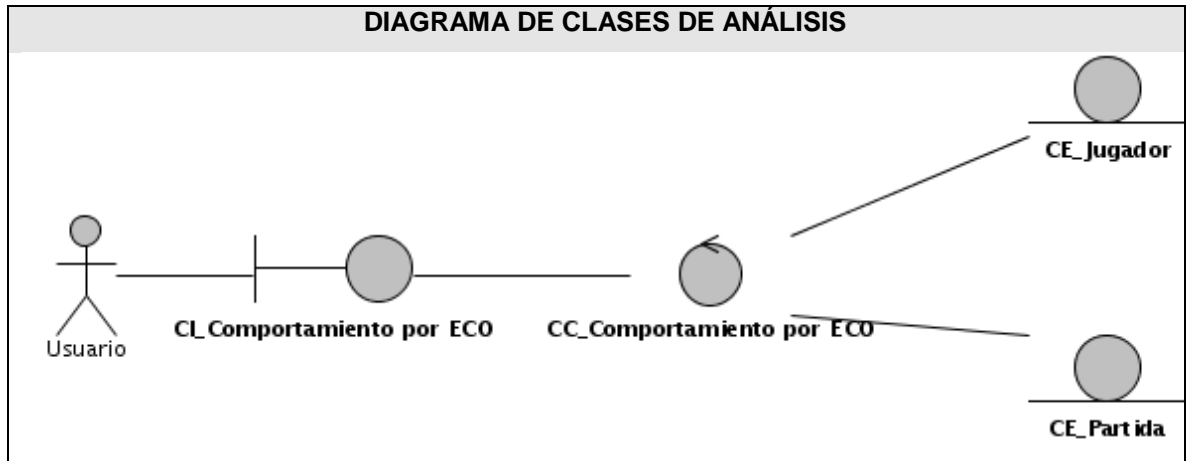 DIAGRAMA DE CLASES DE ANÁLISIS
CE_Jugador
Usuario
CI_Comportamiento por ECO
CC_Comportamiento por ECO
CE_Partida